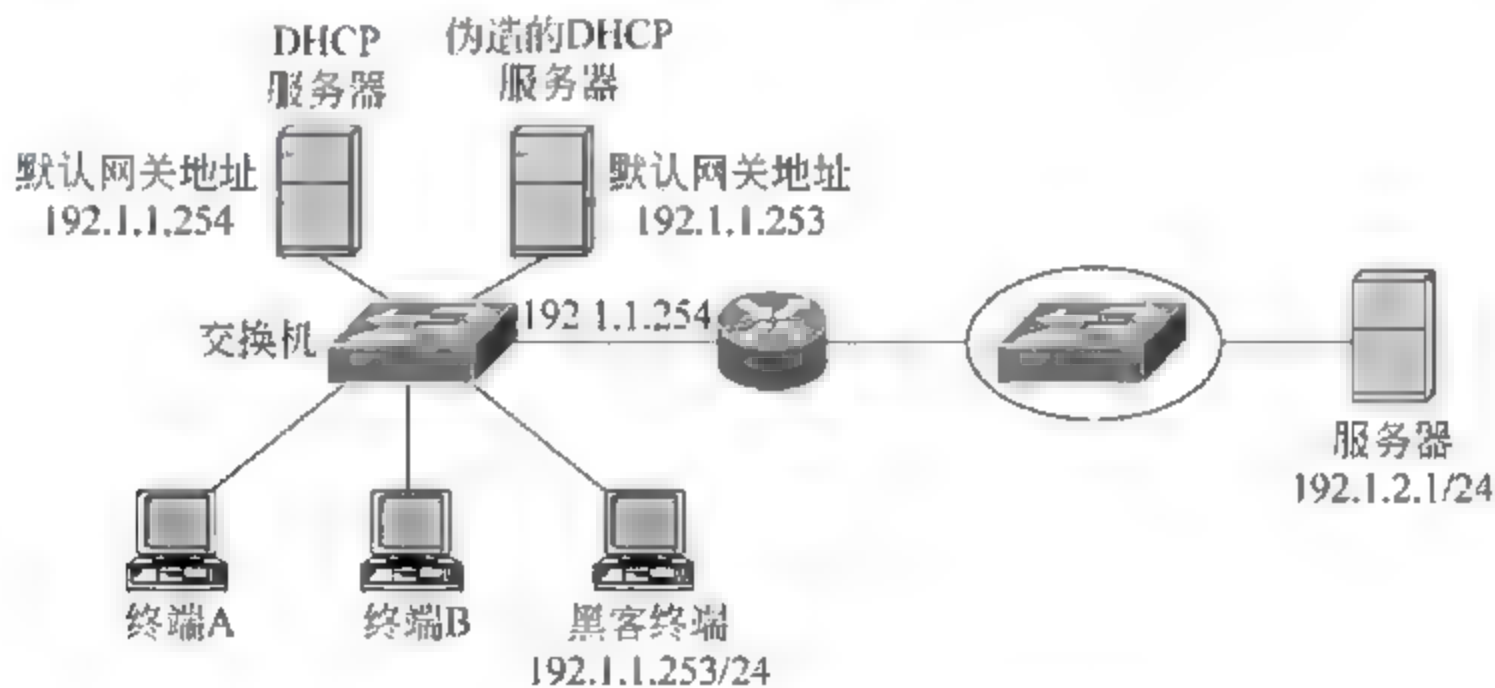 DHCP
服务器
伪造的DHCP
服务器
默认网关地址
192.1.1.254
默认网关地址
192.1.1.253
交换机
192 1.1.254
服务器
192.1.2.1/24
终端A
终端B
黑客终端
192.1.1.253/24